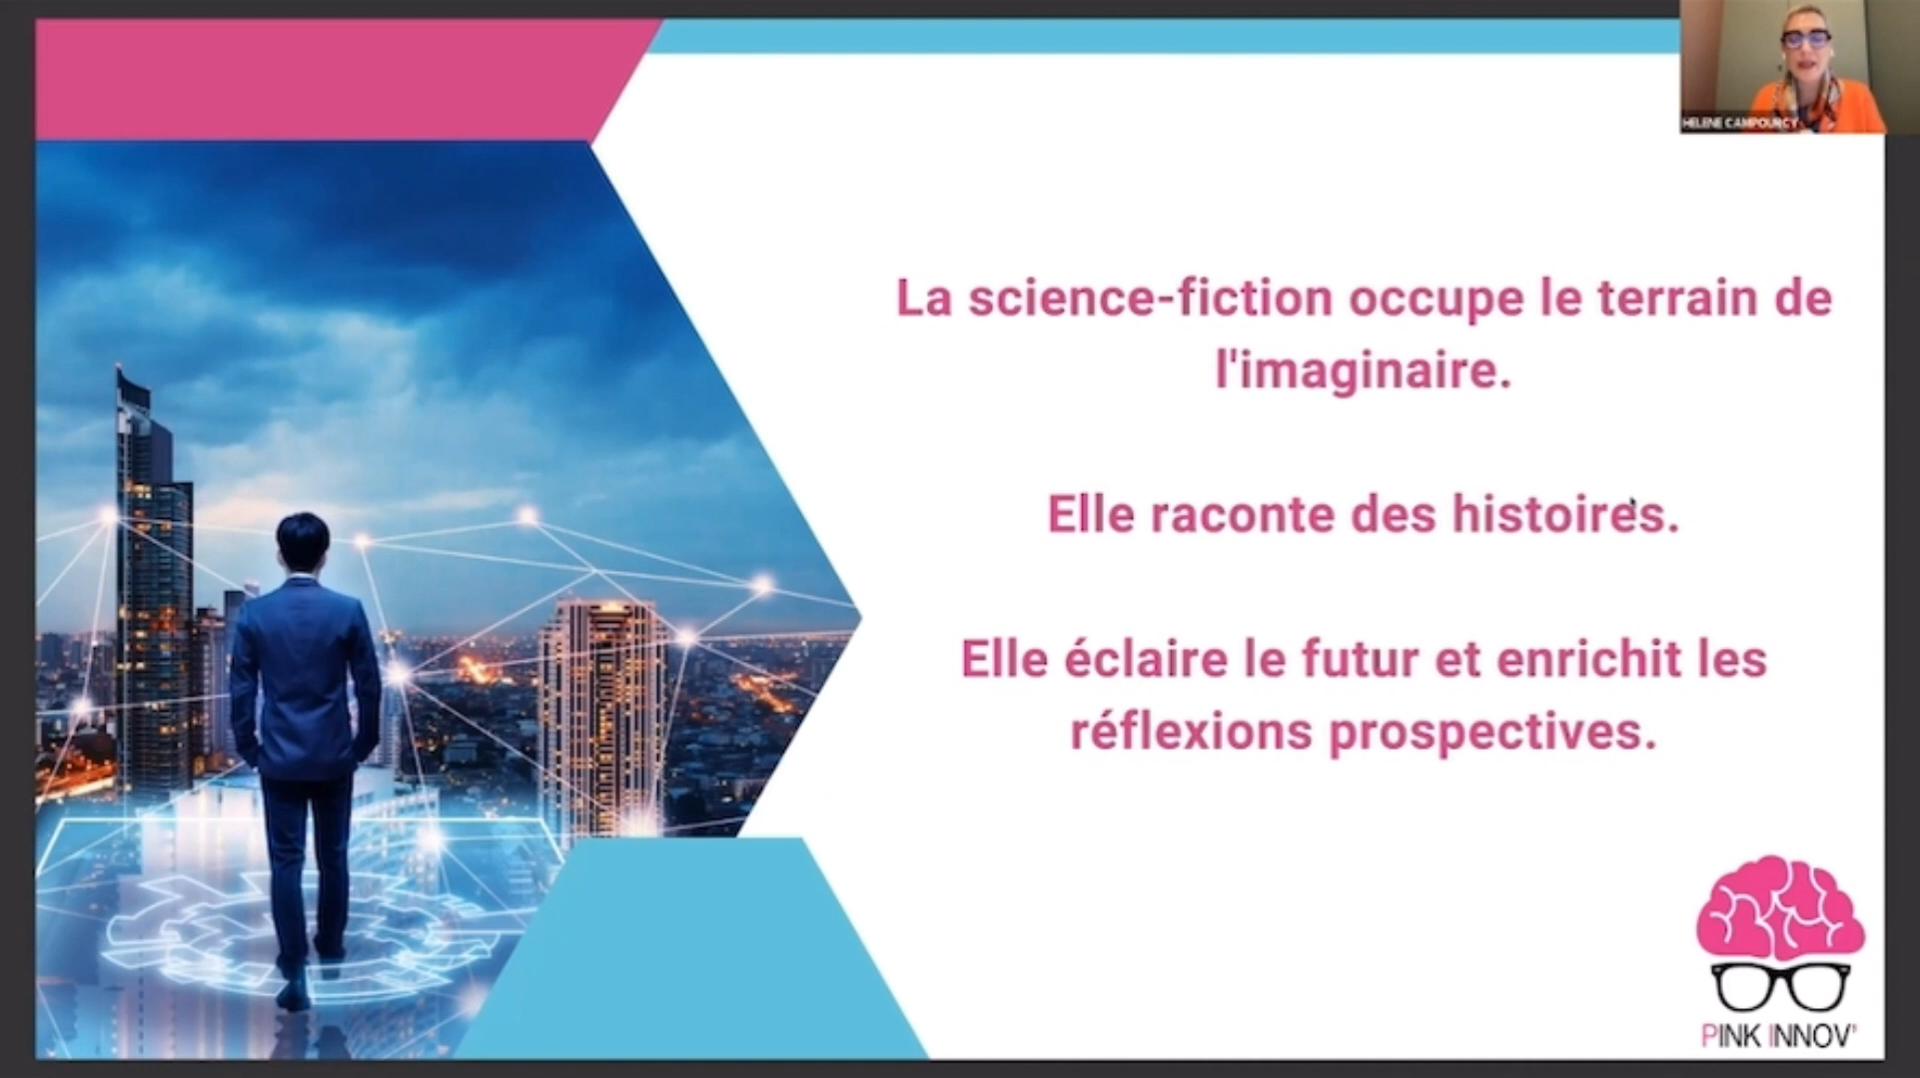 HELENE CAMPOURCY
La science-fiction occupe le terrain de
l'imaginaire.
Elle raconte des histoires.
Elle éclaire le futur et enrichit les
réflexions prospectives.
PINK INNOV'